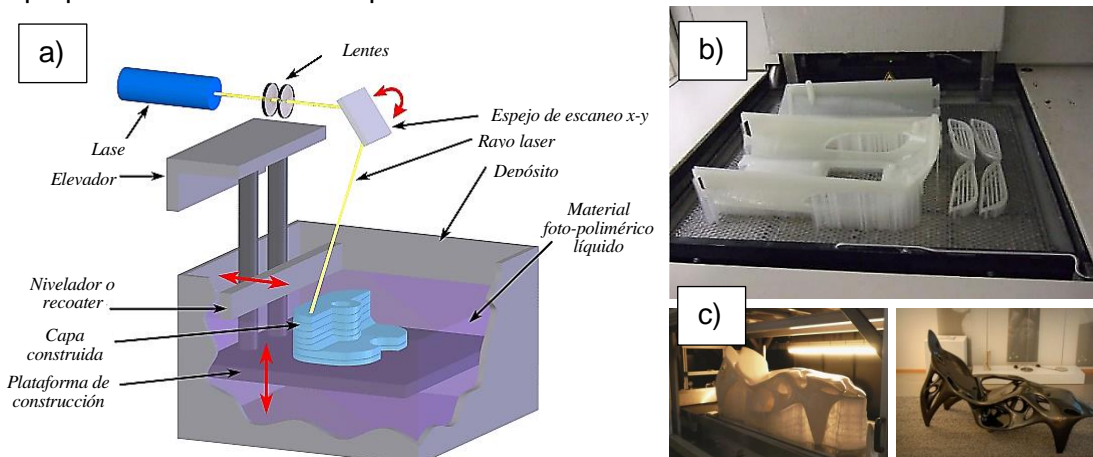 a)
Lentes
Espejo de escaneo x-y
Rayo laser
Depósito
Material
foto-polimérico
líquido
Lase
Elevador
Nivelador o
recoater
Capa
construida
Plataforma de
construcción
b)
c)